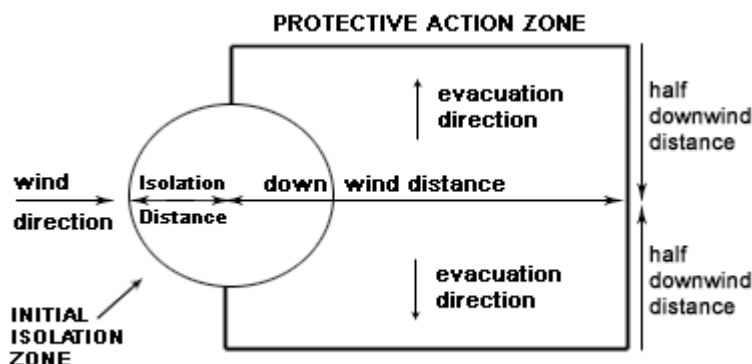 PROTECTIVE ACTION ZONE
evacuation
direction
half
downwind
distance
wind
direction
Isolation
Distance
down wind distance
evacuation
direction
half
downwind
distance
INITIAL
ISOLATION
ZONE